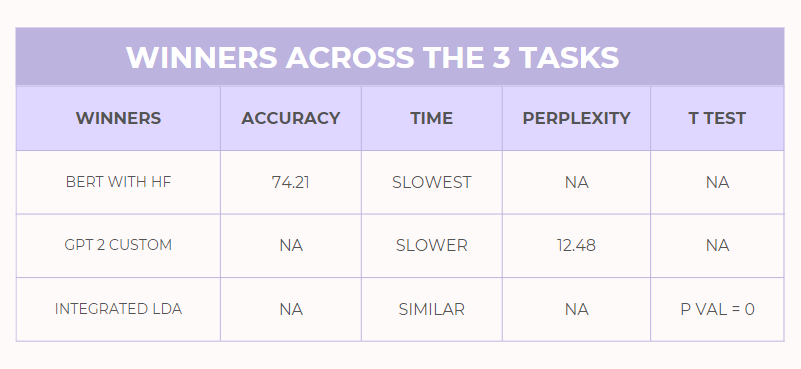 WINNERS ACROSS THE 3 TASKS
WINNERS ACCURACY TIME PERPLEXITY T TEST
BERT WITH HF 74.21 SLOWEST NA NA
GPT 2 CUSTOM NA SLOWER 12.48 NA
INTEGRATED LDA NA SIMILAR NA P VAL = 0